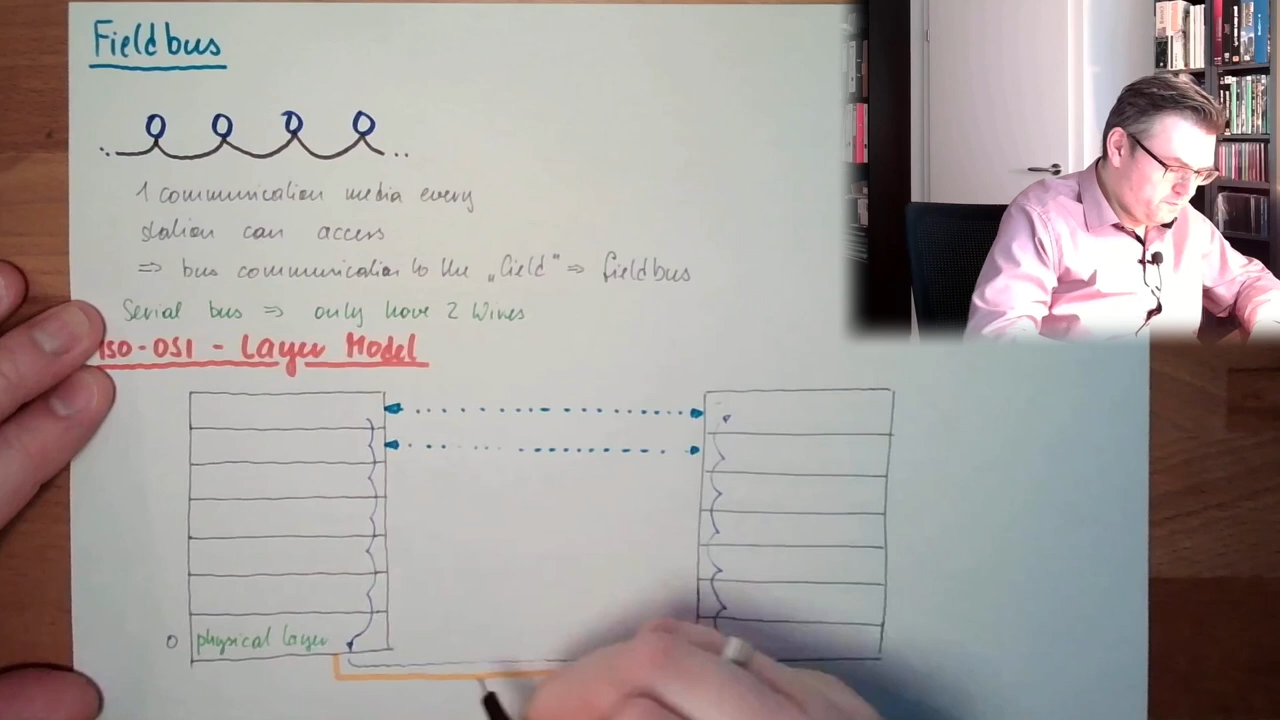 Fieldbus
1 communication media every
station can access
⇒ bus communication to the „field" ⇒ fieldbus
Serial bus ⇒ only have 2 Wires
ISO-OSI - Layer Model
0 physical layer